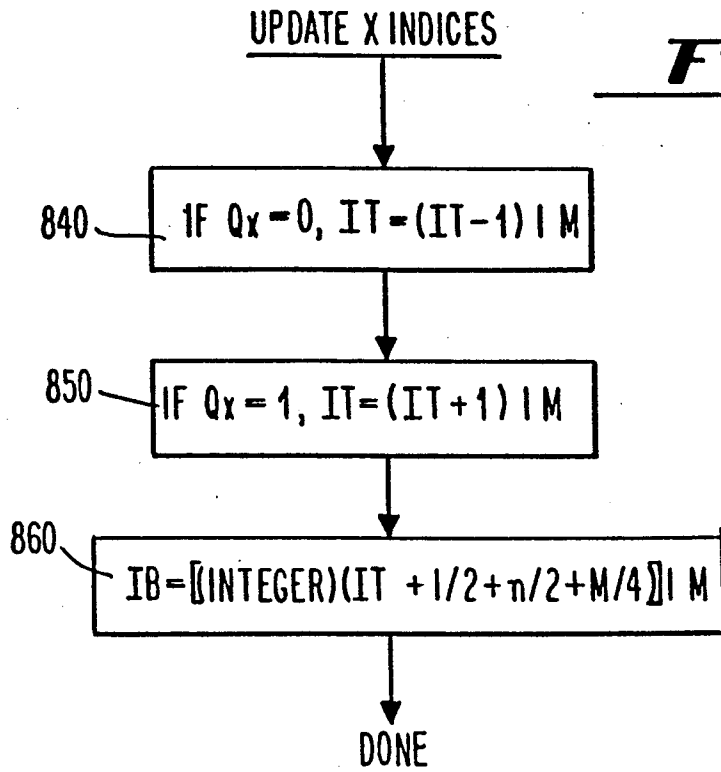 UPDATE X INDICES
F
840
IF Qx = 0, IT = (IT-1) | M
850
IF Qx = 1, IT = (IT+1) | M
860
IB = ⟦(INTEGER)(IT + 1/2 + n/2 + M/4⟧ | M
DONE